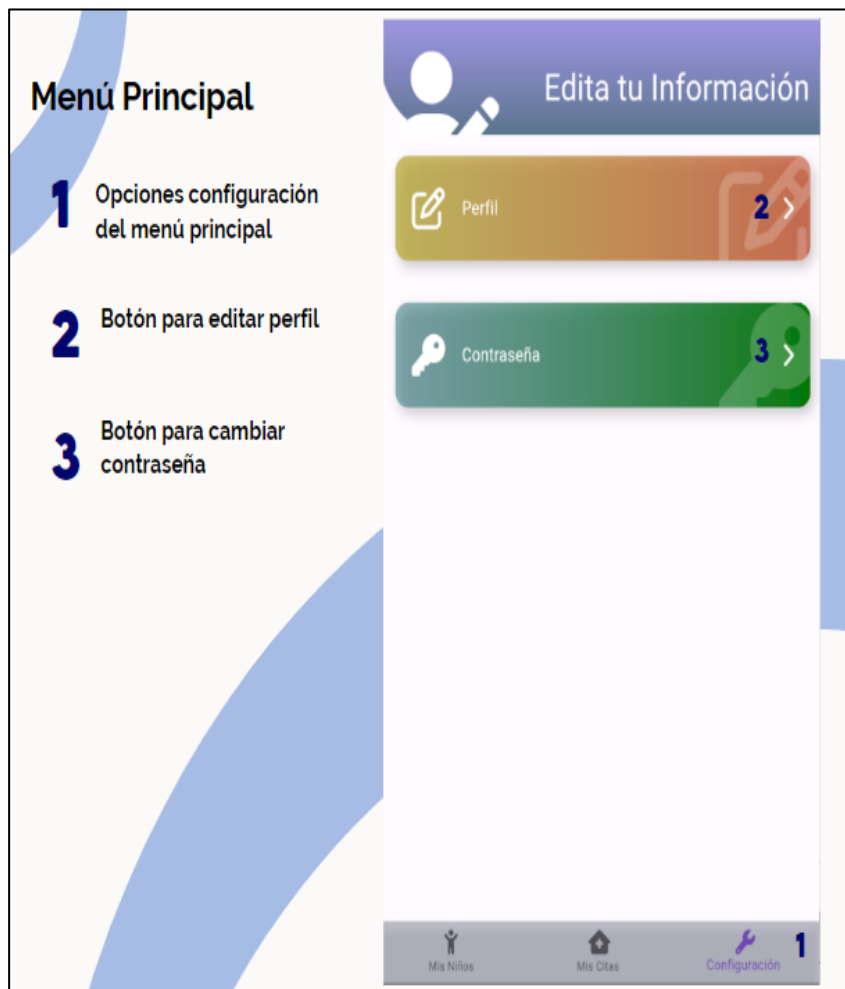 Menú Principal
1
Opciones configuración
del menú principal
2
Botón para editar perfil
3
Botón para cambiar
contraseña
Edita tu Información
Perfil
2
Contraseña
3
Mis Niños
Mis Citas
Configuración
1